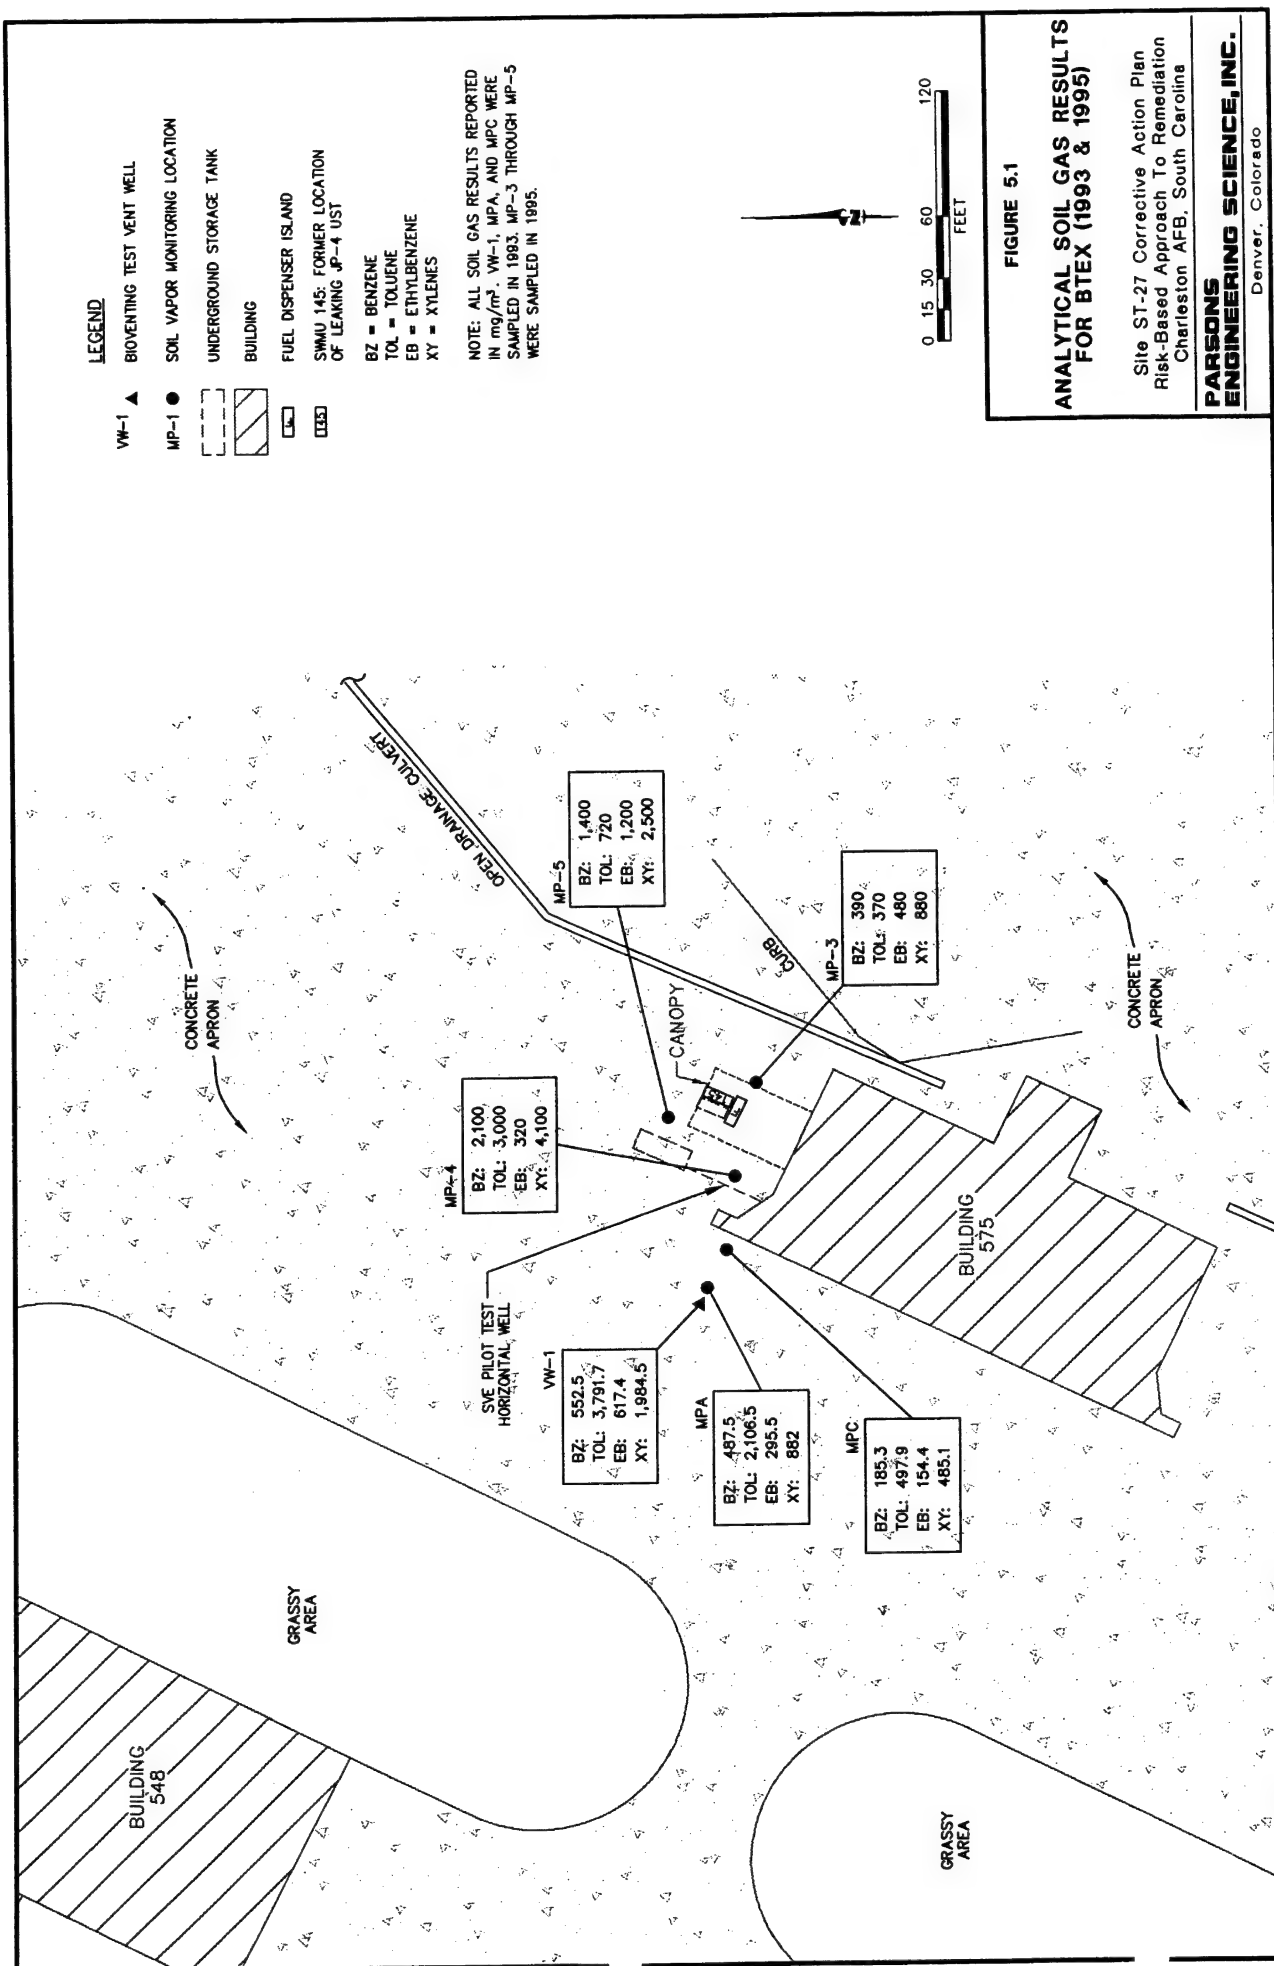 LEGEND
VW-1 BIOVENTING TEST VENT WELL
MP-1 SOIL VAPOR MONITORING LOCATION
UNDERGROUND STORAGE TANK
BUILDING
FUEL DISPENSER ISLAND
145 SWMU 145: FORMER LOCATION
OF LEAKING JP-4 UST
BZ = BENZENE
TOL = TOLUENE
EB = ETHYLBENZENE
XY = XYLENES
NOTE: ALL SOIL GAS RESULTS REPORTED
IN mg/m³. VW-1, MPA, AND MPC WERE
SAMPLED IN 1993. MP-3 THROUGH MP-5
WERE SAMPLED IN 1995.
0 15 30 60 120
FEET
FIGURE 5.1
ANALYTICAL SOIL GAS RESULTS
FOR BTEX (1993 & 1995)
Site ST-27 Corrective Action Plan
Risk-Based Approach To Remediation
Charleston AFB, South Carolina
PARSONS
ENGINEERING SCIENCE, INC.
Denver, Colorado
BUILDING
548
GRASSY
AREA
GRASSY
AREA
CONCRETE
APRON
OPEN DRAINAGE CULVERT
MP-4
BZ: 2,100
TOL: 3,000
EB: 320
XY: 4,100
MP-5
BZ: 1,400
TOL: 720
EB: 1,200
XY: 2,500
SVE PILOT TEST
HORIZONTAL WELL
VW-1
BZ: 552.5
TOL: 3,791.7
EB: 617.4
XY: 1,984.5
CANOPY
CURB
MPA
BZ: 487.5
TOL: 2,106.5
EB: 295.5
XY: 882
MP-3
BZ: 390
TOL: 370
EB: 480
XY: 880
MPC
BZ: 185.3
TOL: 497.9
EB: 154.4
XY: 485.1
BUILDING
575
CONCRETE
APRON